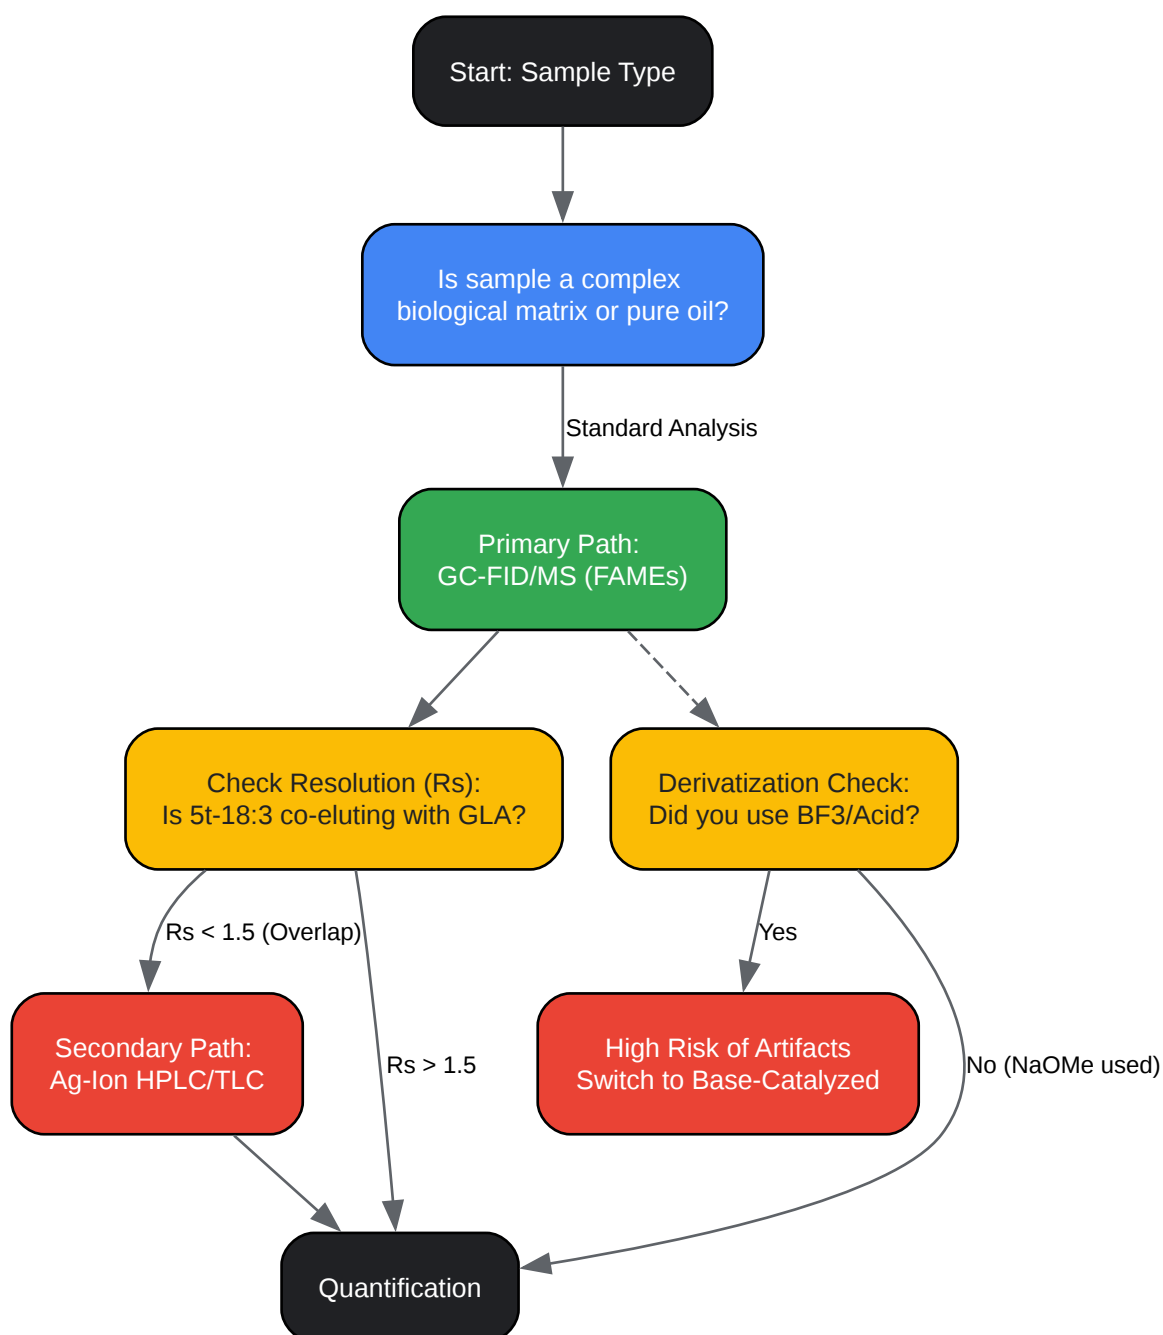 Start: Sample Type
Is sample a complex
biological matrix or pure oil?
Standard Analysis
Primary Path:
GC-FID/MS (FAMEs)
Check Resolution (Rs):
Is 5t-18:3 co-eluting with GLA?
Derivatization Check:
Did you use BF3/Acid?
Rs < 1.5 (Overlap)
Yes
Secondary Path:
Ag-Ion HPLC/TLC
Rs > 1.5
High Risk of Artifacts
Switch to Base-Catalyzed
No (NaOMe used)
Quantification